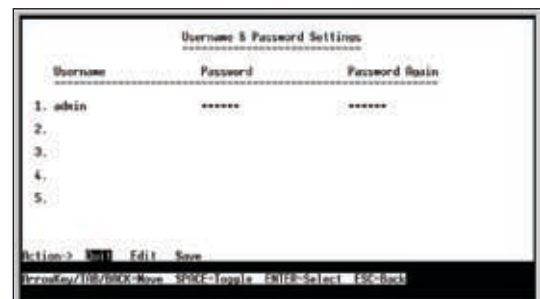 Username & Password Settings
Username Password Password Again
1. admin ****** ******
2.
3.
4.
5.
Action-> Quit Edit Save
ArrowKey/TAB/BACK-Move SPACE-Toggle ENTER-Select ESC-Back